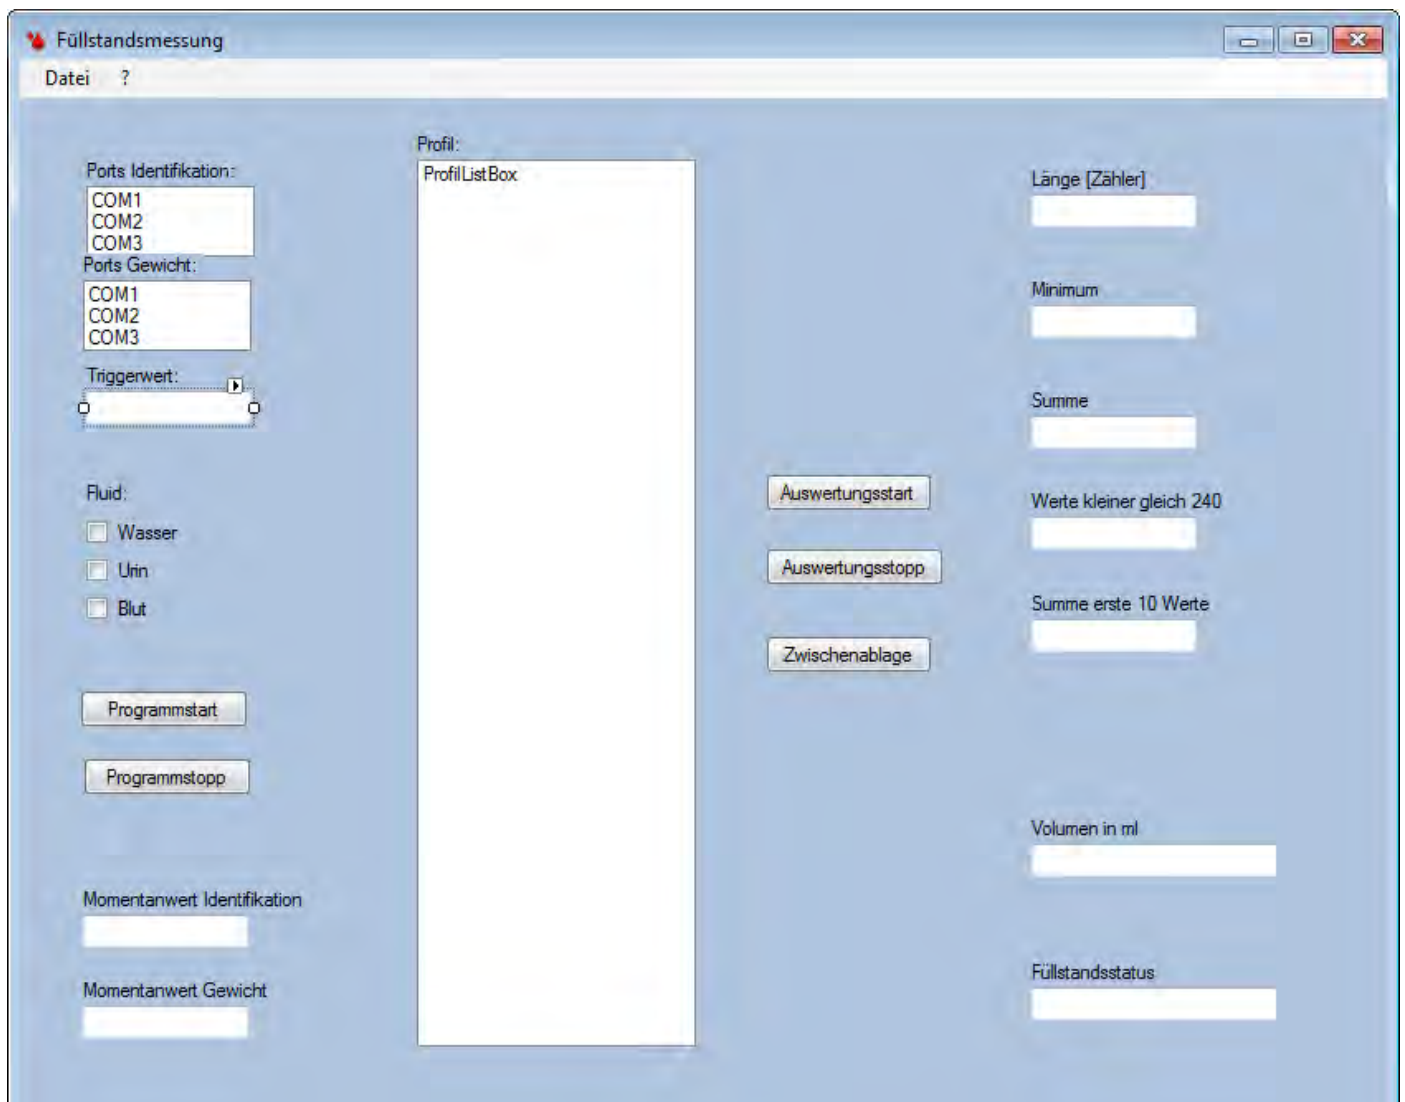 Füllstandsmessung
Datei ?
Ports Identifikation:
COM1
COM2
COM3
Ports Gewicht:
COM1
COM2
COM3
Triggerwert:
Fluid:
Wasser
Urin
Blut
Programmstart
Programmstopp
Momentanwert Identifikation
Momentanwert Gewicht
Profil:
ProfilListBox
Auswertungsstart
Auswertungsstopp
Zwischenablage
Länge [Zähler]
Minimum
Summe
Werte kleiner gleich 240
Summe erste 10 Werte
Volumen in ml
Füllstandsstatus